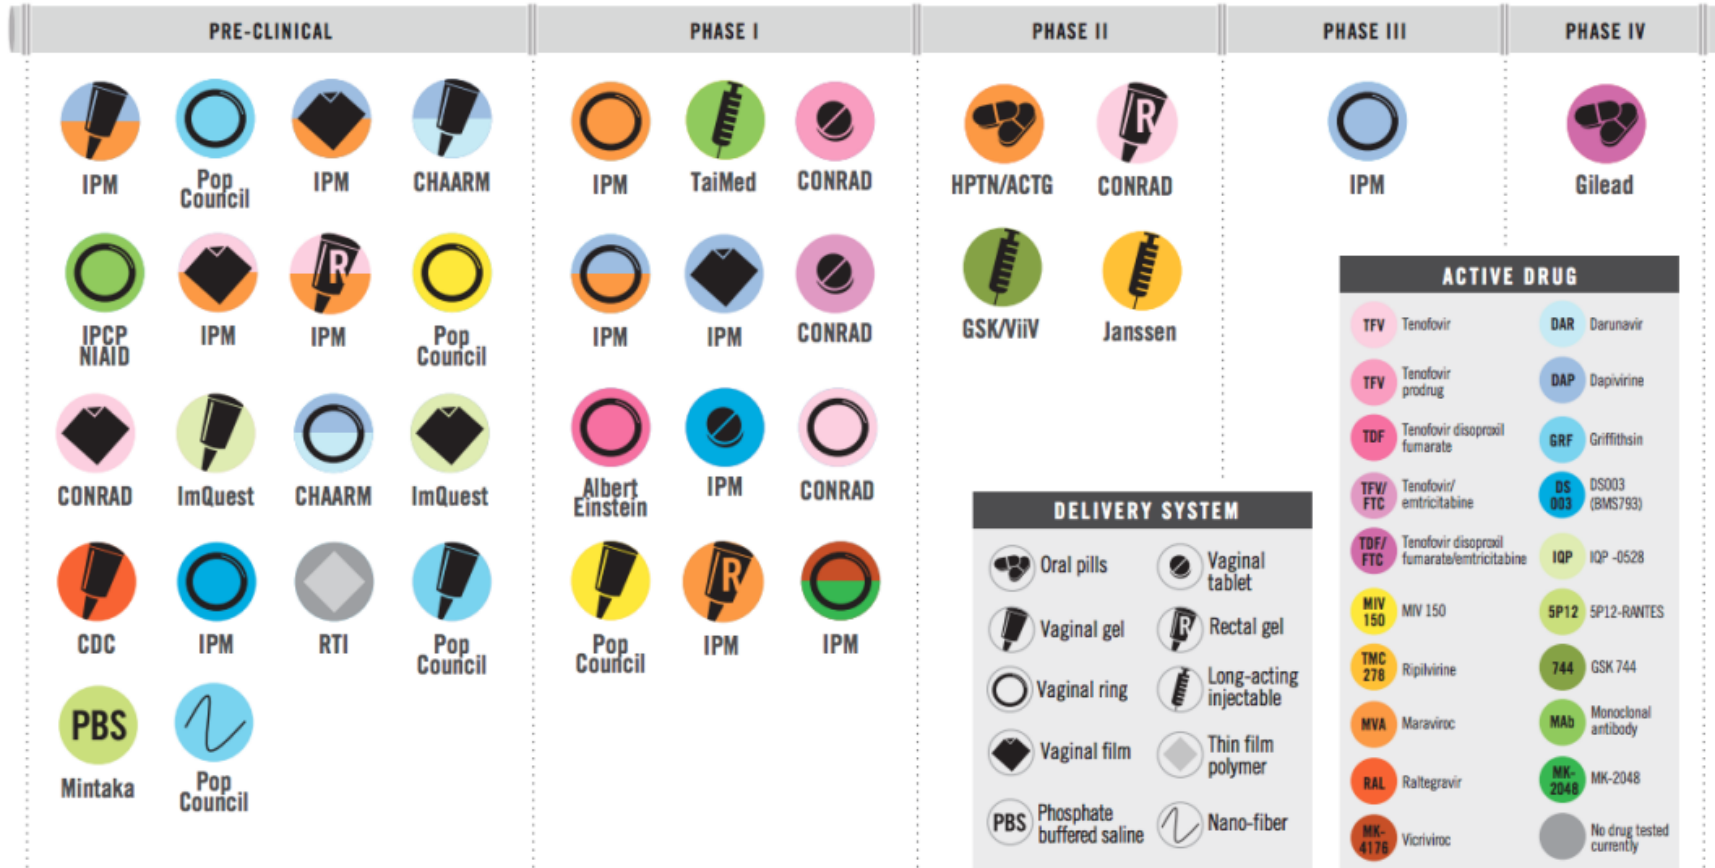 PRE-CLINICAL
PHASE I
PHASE II
PHASE III
PHASE IV
IPM
Pop
Council
IPM
CHAARM
IPM
TaiMed
CONRAD
HPTN/ACTG
R
CONRAD
IPM
Gilead
IPCP
NIAID
IPM
R
IPM
Pop
Council
IPM
IPM
CONRAD
GSK/ViiV
Janssen
CONRAD
ImQuest
CHAARM
ImQuest
Albert
Einstein
IPM
CONRAD
CDC
IPM
RTI
Pop
Council
Pop
Council
R
IPM
IPM
PBS
Mintaka
Pop
Council
DELIVERY SYSTEM
Oral pills
Vaginal
tablet
Vaginal gel
R
Rectal gel
Vaginal ring
Long-acting
injectable
Vaginal film
Thin film
polymer
PBS
Phosphate
buffered saline
Nano-fiber
ACTIVE DRUG
TFV
Tenofovir
DAR
Darunavir
TFV
Tenofovir
prodrug
DAP
Dapivirine
TDF
Tenofovir disoproxil
fumarate
GRF
Griffithsin
TFV/
FTC
Tenofovir/
emtricitabine
DS
003
DS003
(BMS793)
TDF/
FTC
Tenofovir disoproxil
fumarate/emtricitabine
IQP
IQP -0528
MIV
150
MIV 150
5P12
5P12-RANTES
TMC
278
Ripilvirine
744
GSK 744
MVA
Maraviroc
MAb
Monoclonal
antibody
RAL
Raltegravir
MK-
2048
MK-2048
MK-
4176
Vicriviroc
No drug tested
currently